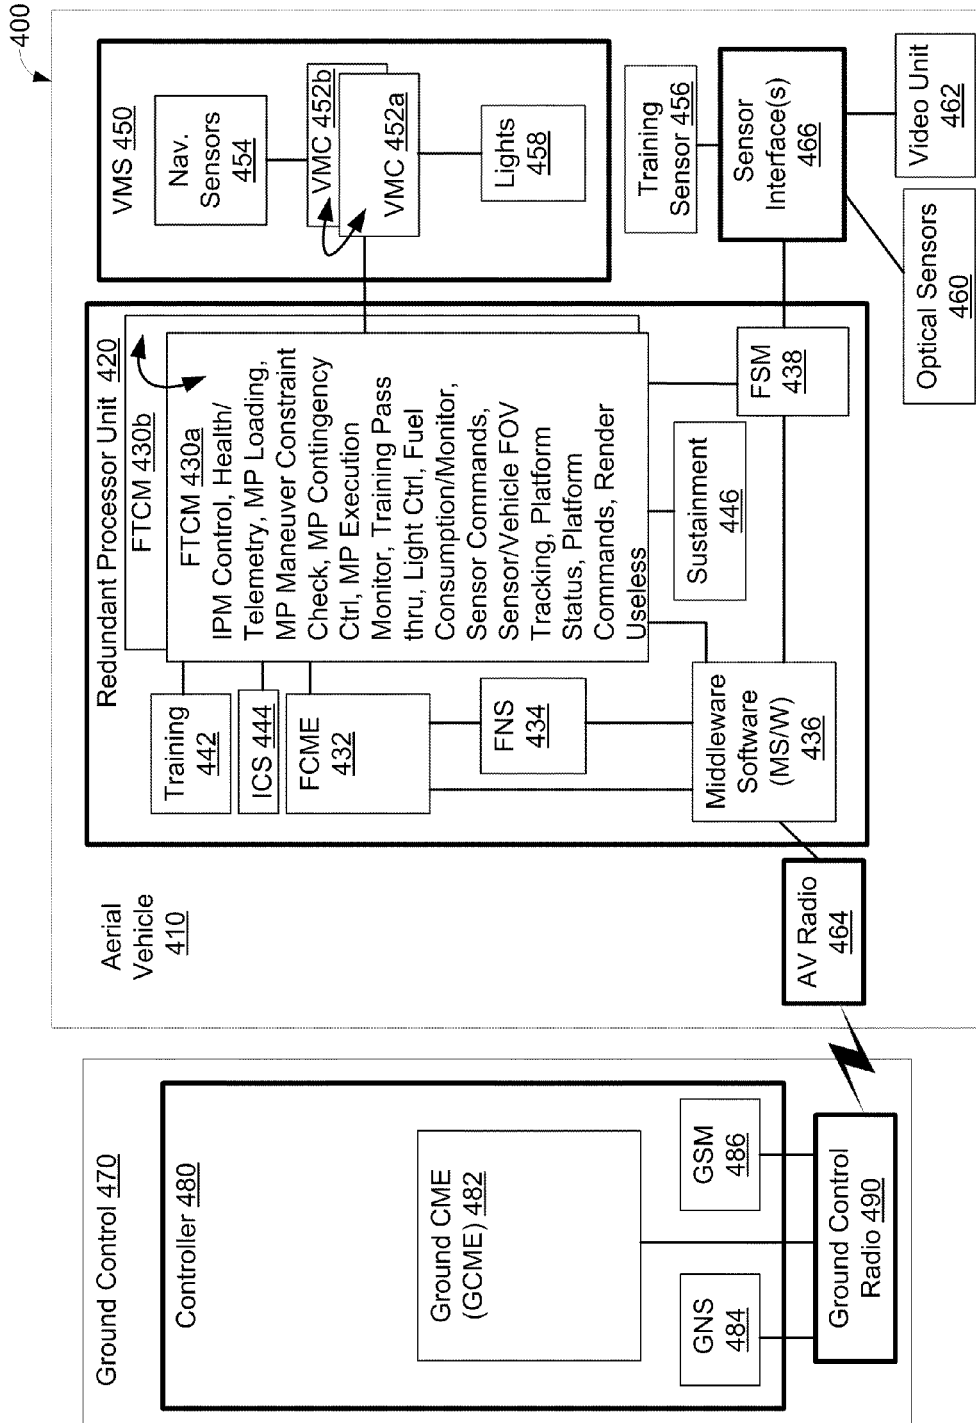 400
Ground Control 470
Controller 480
Ground CME
(GCME) 482
GNS
484
GSM
486
Ground Control
Radio 490
Aerial
Vehicle
410
AV Radio
464
Redundant Processor Unit 420
Training
442
ICS 444
FCME
432
FNS
434
Middleware
Software
(MS/W)
436
FTCM 430b
FTCM 430a
IPM Control, Health/
Telemetry, MP Loading,
MP Maneuver Constraint
Check, MP Contingency
Ctrl, MP Execution
Monitor, Training Pass
thru, Light Ctrl, Fuel
Consumption/Monitor,
Sensor Commands,
Sensor/Vehicle FOV
Tracking, Platform
Status, Platform
Commands, Render
Useless
Sustainment
446
FSM
438
VMS 450
Nav.
Sensors
454
VMC 452b
VMC 452a
Lights
458
Training
Sensor 456
Sensor
Interface(s)
466
Optical Sensors
460
Video Unit
462